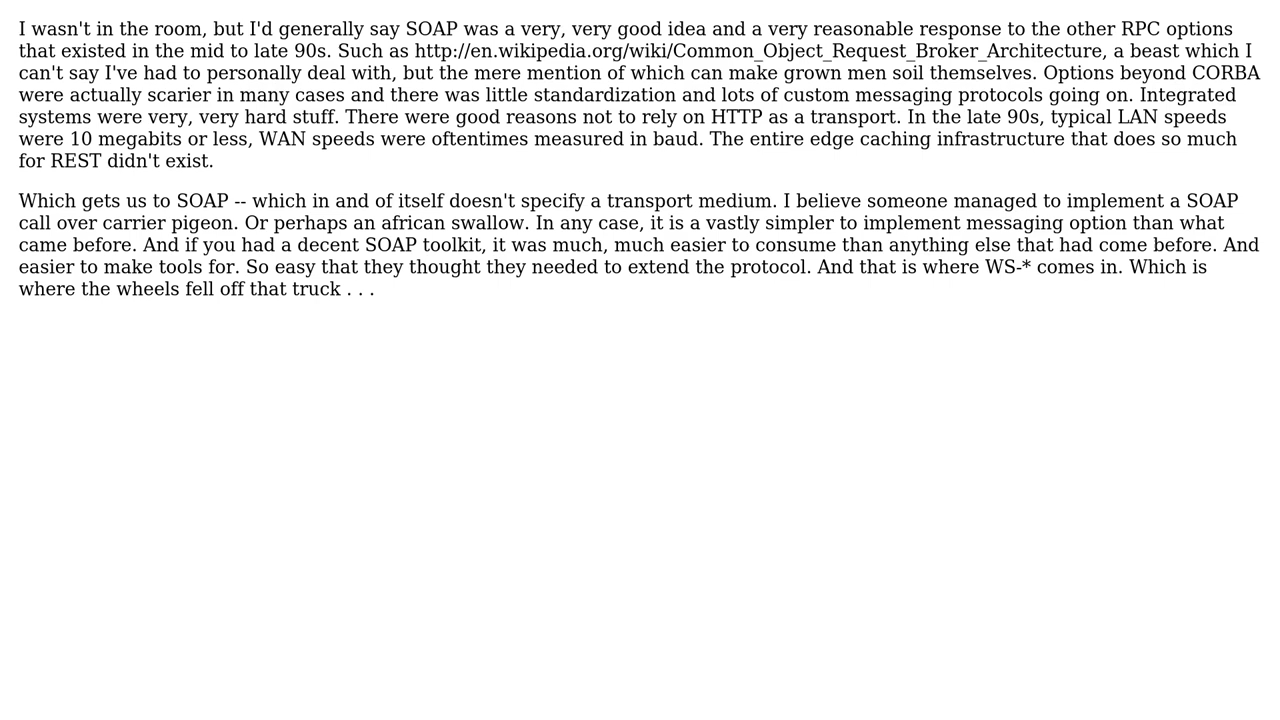 I wasn't in the room, but I'd generally say SOAP was a very, very good idea and a very reasonable response to the other RPC options
that existed in the mid to late 90s. Such as http://en.wikipedia.org/wiki/Common_Object_Request_Broker_Architecture, a beast which I
can't say I've had to personally deal with, but the mere mention of which can make grown men soil themselves. Options beyond CORBA
were actually scarier in many cases and there was little standardization and lots of custom messaging protocols going on. Integrated
systems were very, very hard stuff. There were good reasons not to rely on HTTP as a transport. In the late 90s, typical LAN speeds
were 10 megabits or less, WAN speeds were oftentimes measured in baud. The entire edge caching infrastructure that does so much
for REST didn't exist.
Which gets us to SOAP -- which in and of itself doesn't specify a transport medium. I believe someone managed to implement a SOAP
call over carrier pigeon. Or perhaps an african swallow. In any case, it is a vastly simpler to implement messaging option than what
came before. And if you had a decent SOAP toolkit, it was much, much easier to consume than anything else that had come before. And
easier to make tools for. So easy that they thought they needed to extend the protocol. And that is where WS-* comes in. Which is
where the wheels fell off that truck . . .